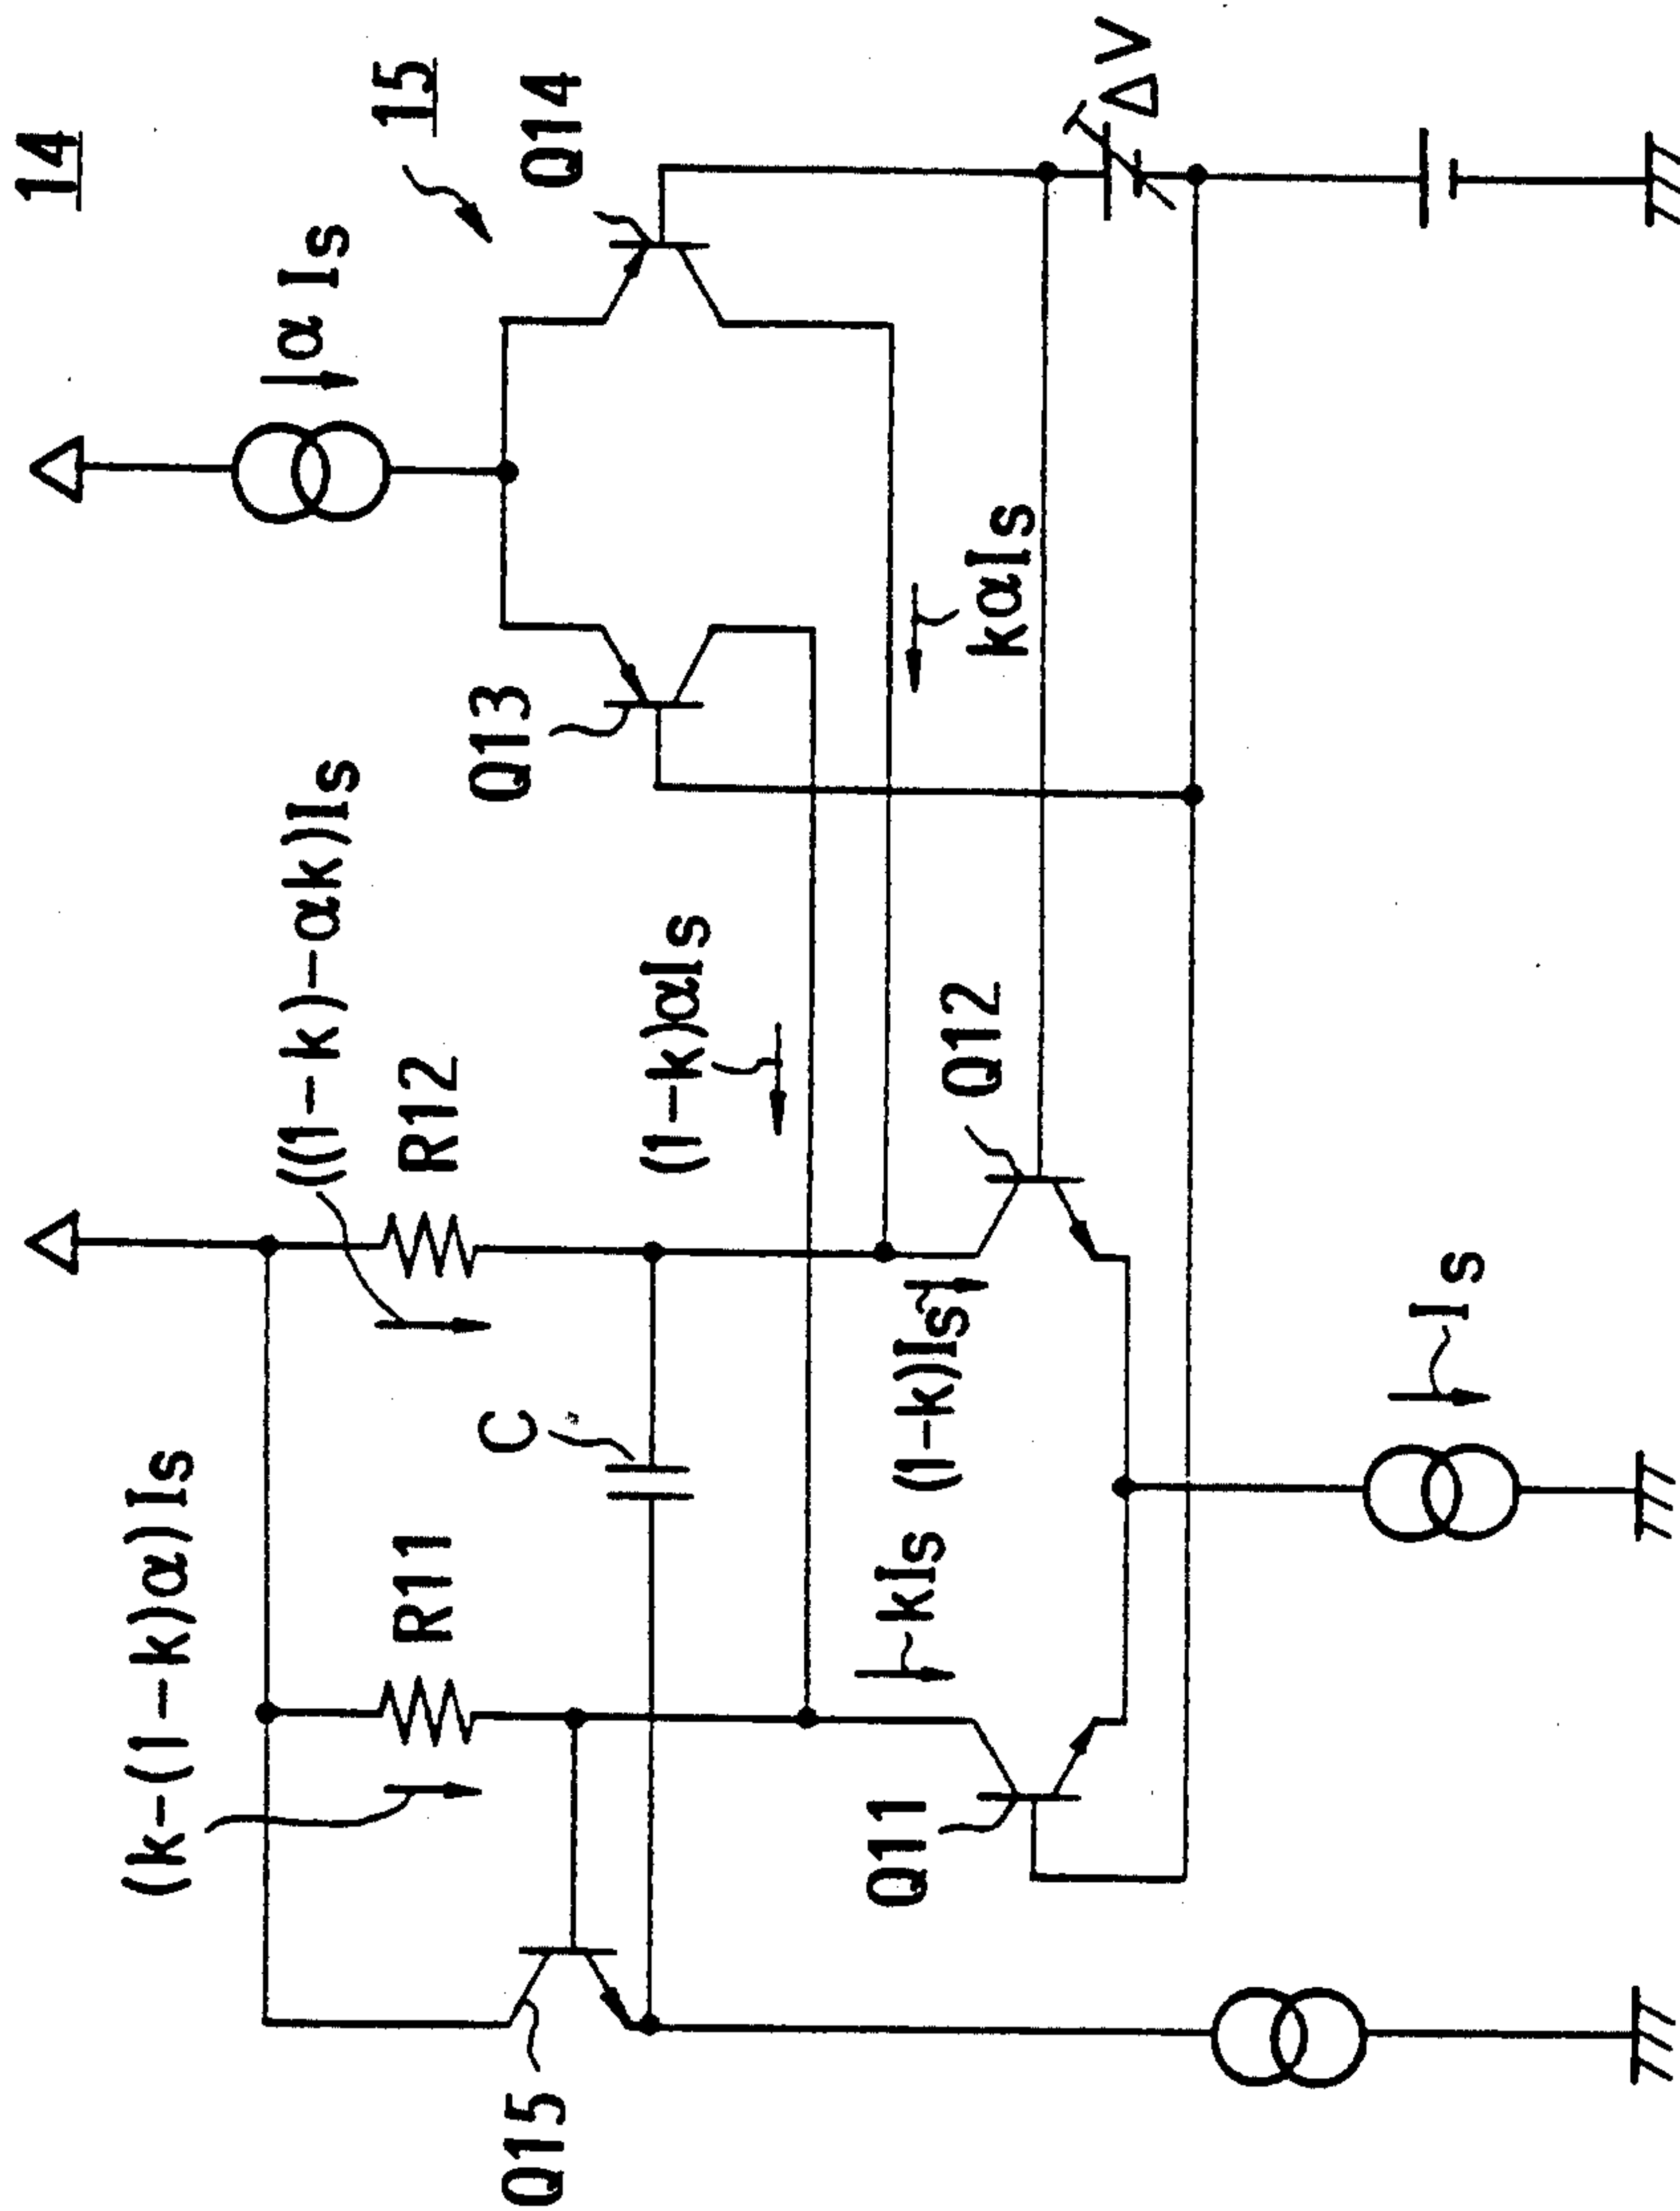 14
15
α Is
Q14
Q13
ΔV
kαIs
((1-k)-αk)Is
R12
(1-k)αIs
Q12
(k-(1-k)α)Is
R11
C
(1-k)Is
kIs
Is
Q11
Q15